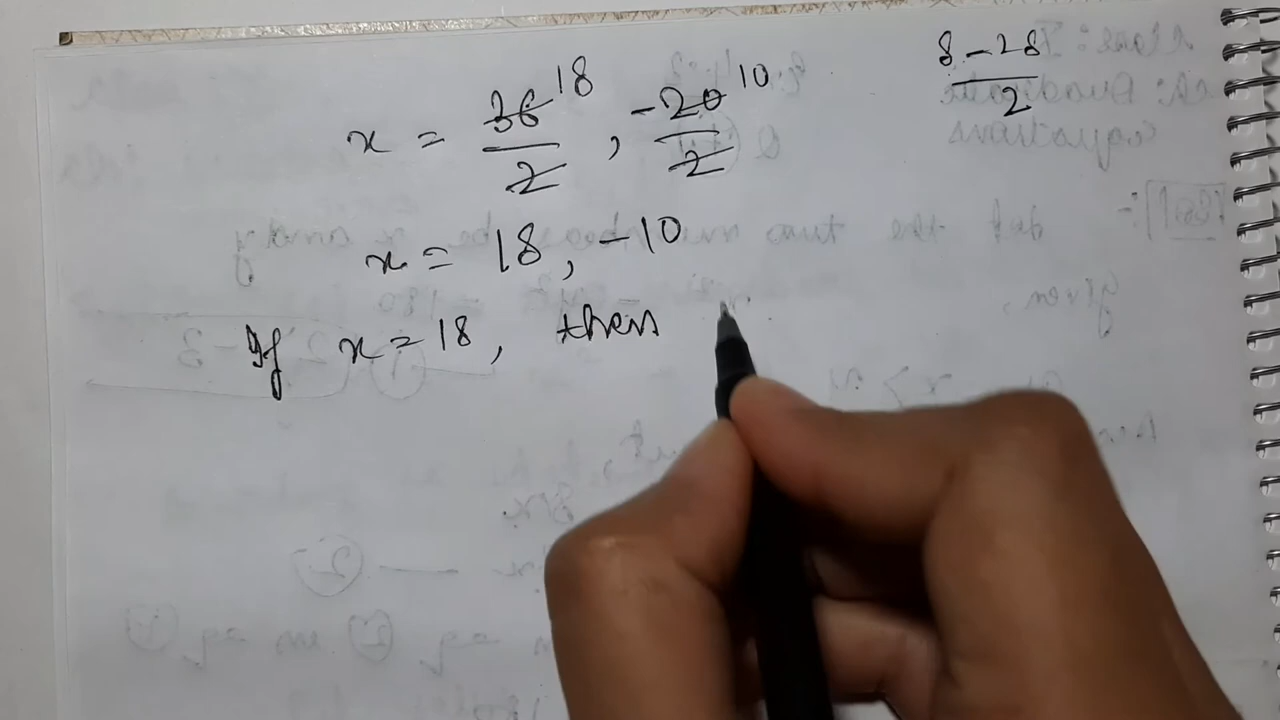 x = 36/2 18, -20/2 10
8-28/2
x = 18, -10
If x = 18, then